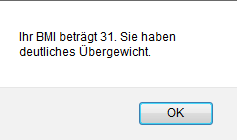 Ihr BMI beträgt 31. Sie haben
deutliches Übergewicht.
OK